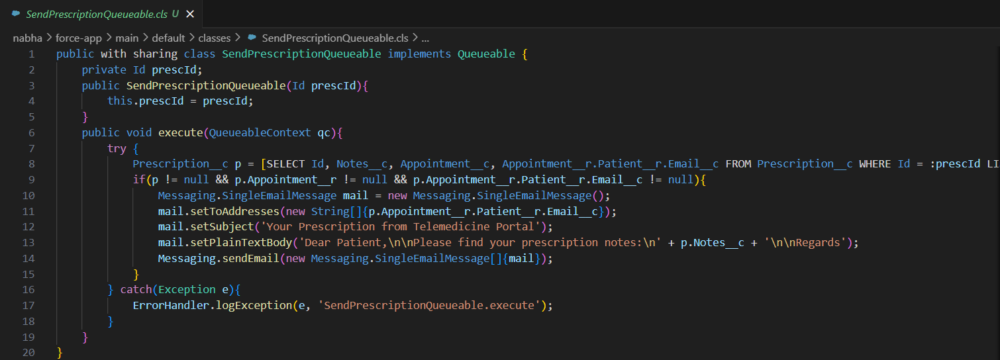 SendPrescriptionQueueable.cls U ×
nabha > force-app > main > default > classes > SendPrescriptionQueueable.cls > ...
1 public with sharing class SendPrescriptionQueueable implements Queueable {
2     private Id prescId;
3     public SendPrescriptionQueueable(Id prescId){
4         this.prescId = prescId;
5     }
6     public void execute(QueueableContext qc){
7         try {
8             Prescription__c p = [SELECT Id, Notes__c, Appointment__c, Appointment__r.Patient__r.Email__c FROM Prescription__c WHERE Id = :prescId LI
9             if(p != null && p.Appointment__r != null && p.Appointment__r.Patient__r.Email__c != null){
10                 Messaging.SingleEmailMessage mail = new Messaging.SingleEmailMessage();
11                 mail.setToAddresses(new String[]{p.Appointment__r.Patient__r.Email__c});
12                 mail.setSubject('Your Prescription from Telemedicine Portal');
13                 mail.setPlainTextBody('Dear Patient,\n\nPlease find your prescription notes:\n' + p.Notes__c + '\n\nRegards');
14                 Messaging.sendEmail(new Messaging.SingleEmailMessage[]{mail});
15             }
16         } catch(Exception e){
17             ErrorHandler.logException(e, 'SendPrescriptionQueueable.execute');
18         }
19     }
20 }